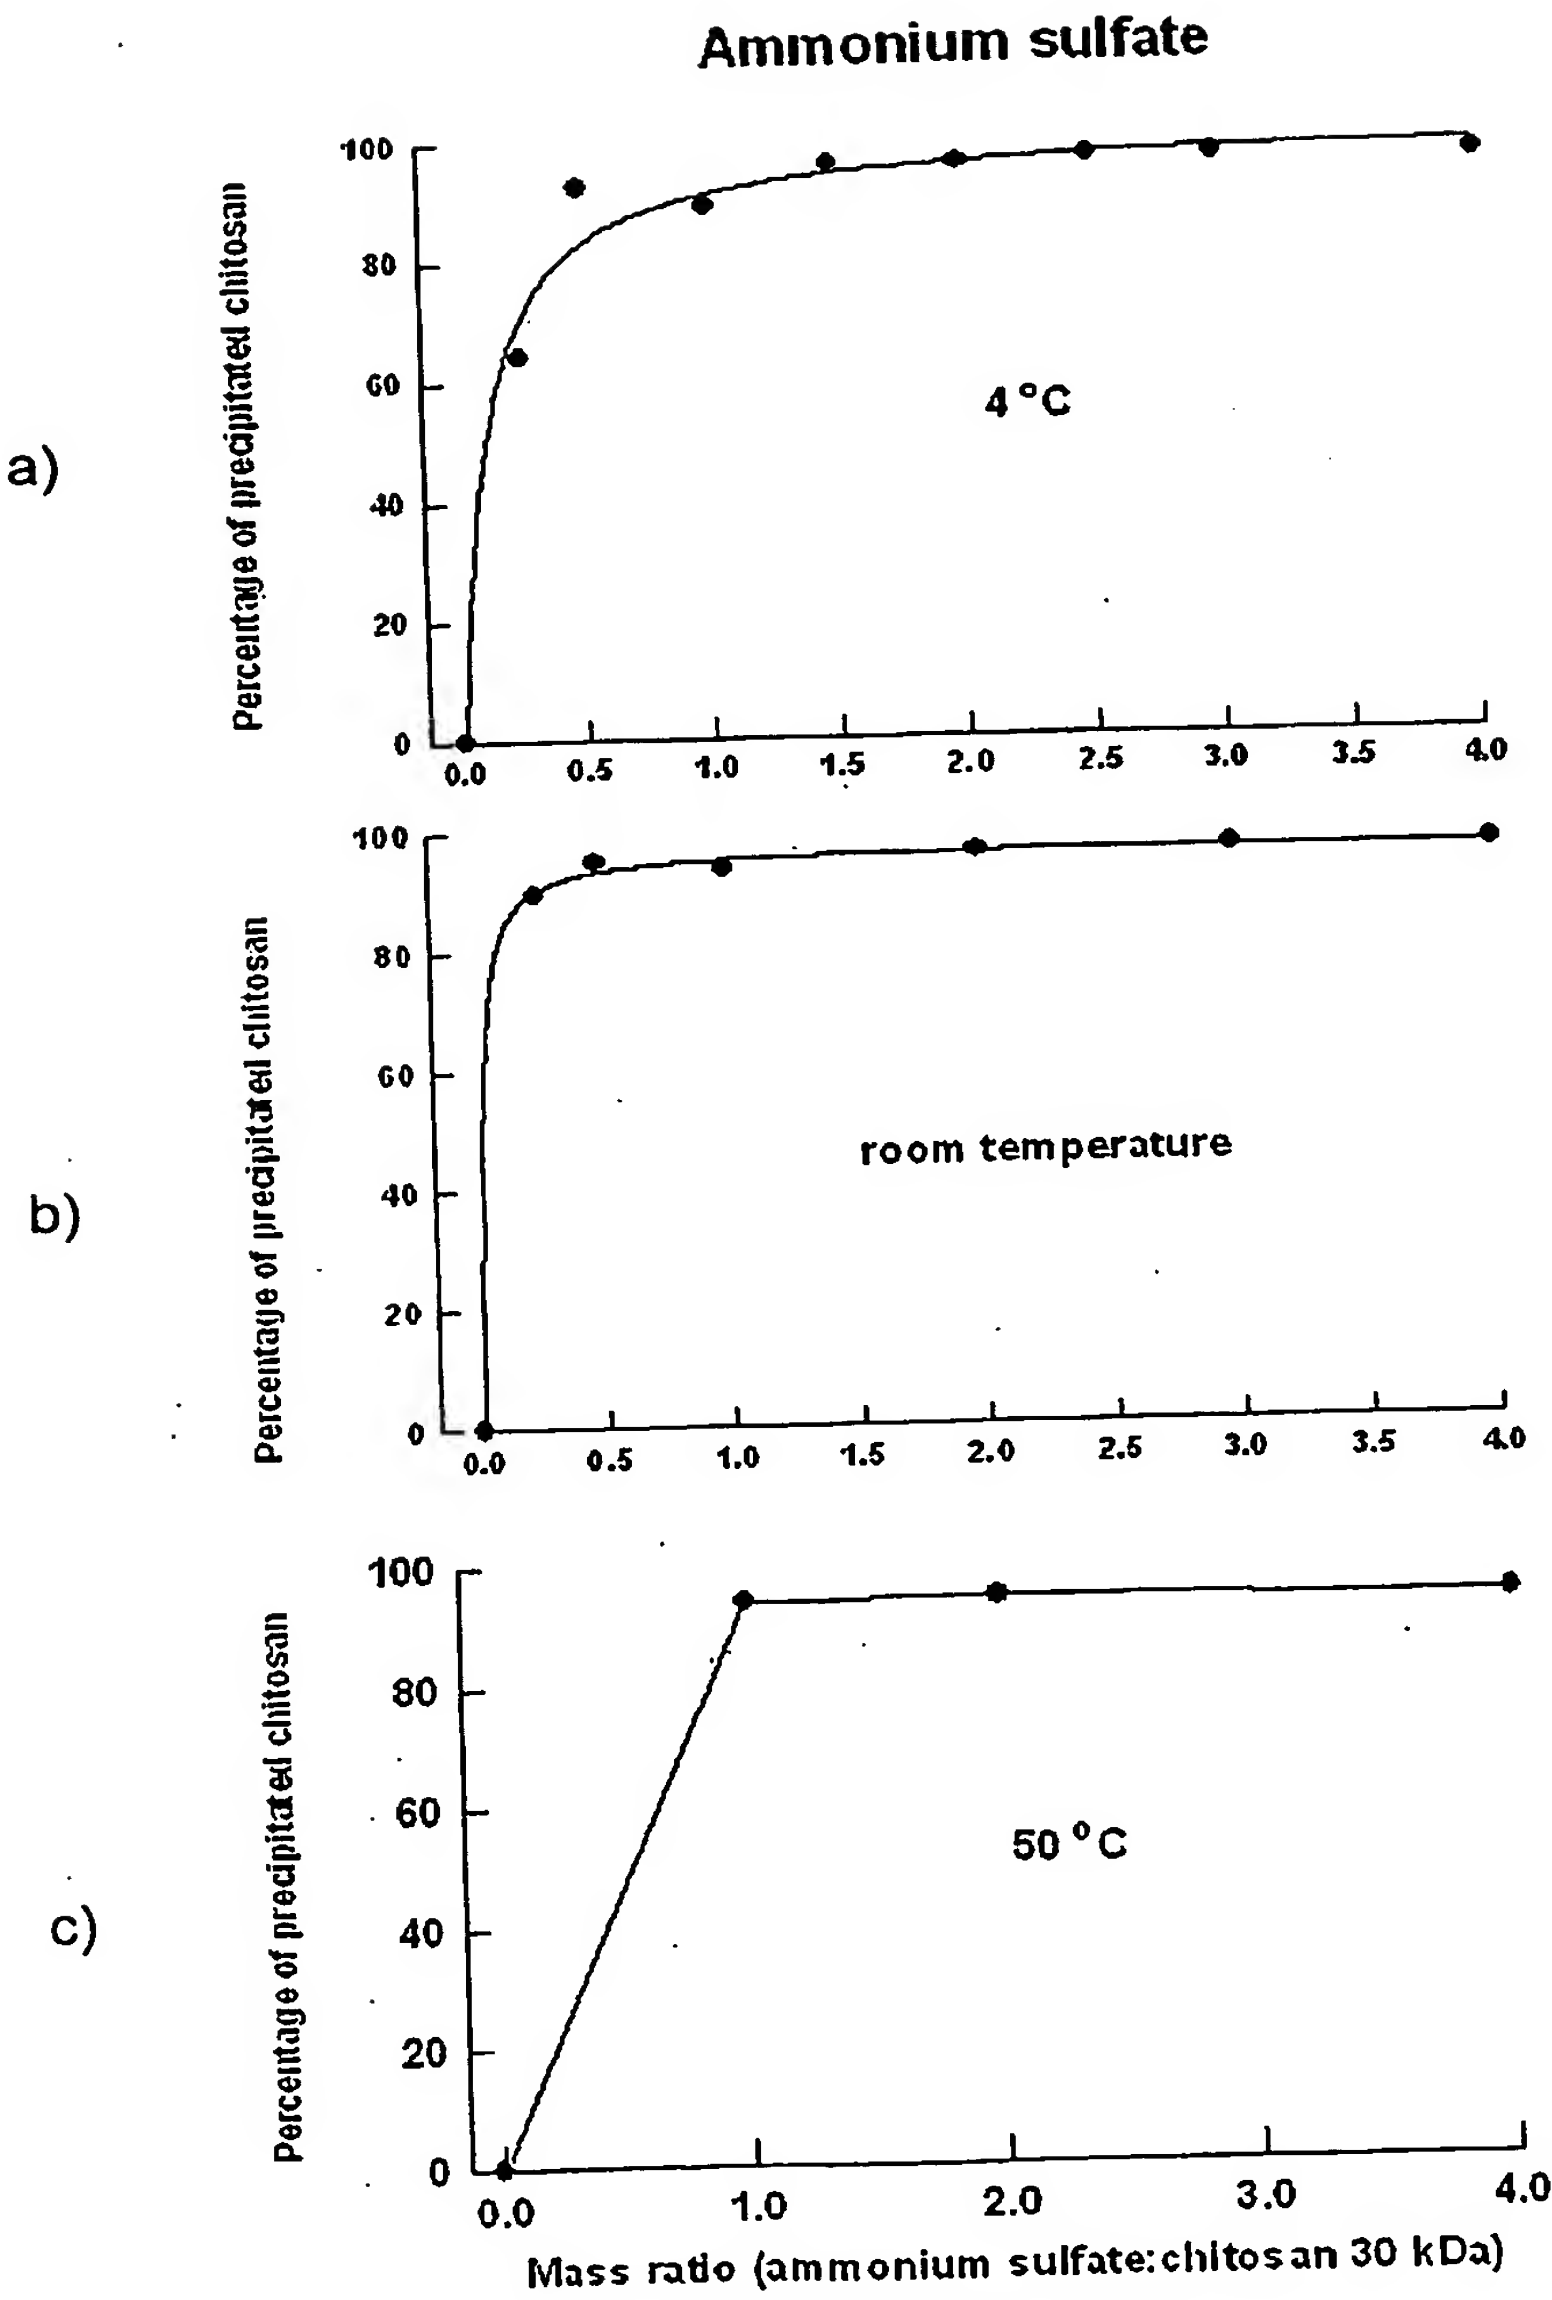 Ammonium sulfate
a)
Percentage of precipitated chitosan
100
80
60
40
20
0
0.0 0.5 1.0 1.5 2.0 2.5 3.0 3.5 4.0
4 °C
b)
Percentage of precipitated chitosan
100
80
60
40
20
0
0.0 0.5 1.0 1.5 2.0 2.5 3.0 3.5 4.0
room temperature
c)
Percentage of precipitated chitosan
100
80
60
40
20
0
0.0 1.0 2.0 3.0 4.0
50 °C
Mass ratio (ammonium sulfate:chitosan 30 kDa)